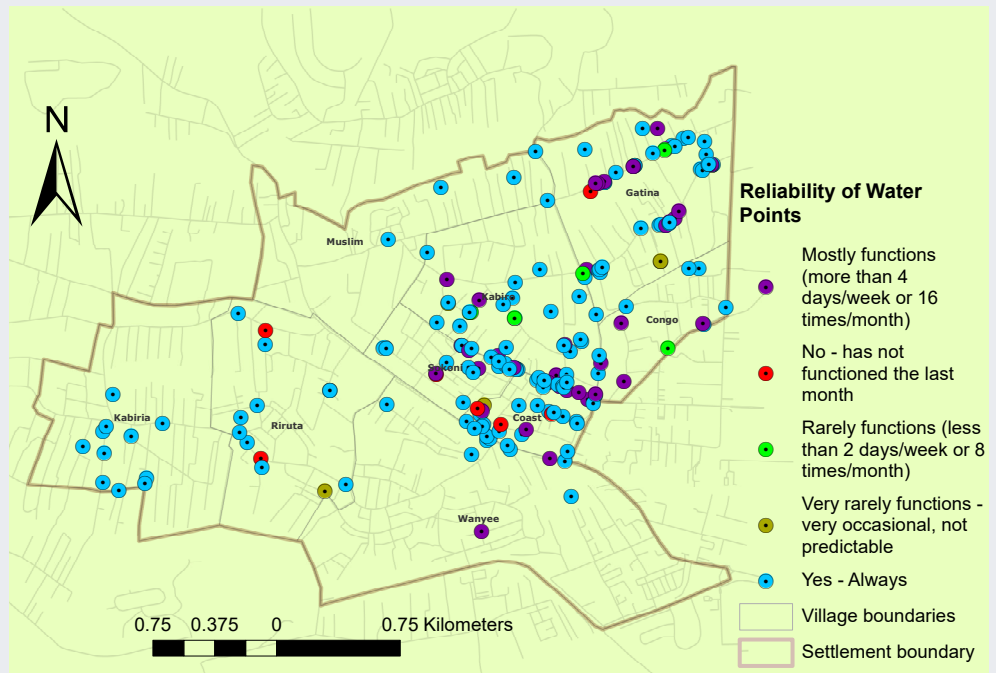 N
Gatina
Muslim
Kabiro
Congo
Kabiria
Riruta
Coast
Wanyee
0.75 0.375 0 0.75 Kilometers
Reliability of Water
Points
Mostly functions
(more than 4
days/week or 16
times/month)
No - has not
functioned the last
month
Rarely functions (less
than 2 days/week or 8
times/month)
Very rarely functions -
very occasional, not
predictable
Yes - Always
Village boundaries
Settlement boundary